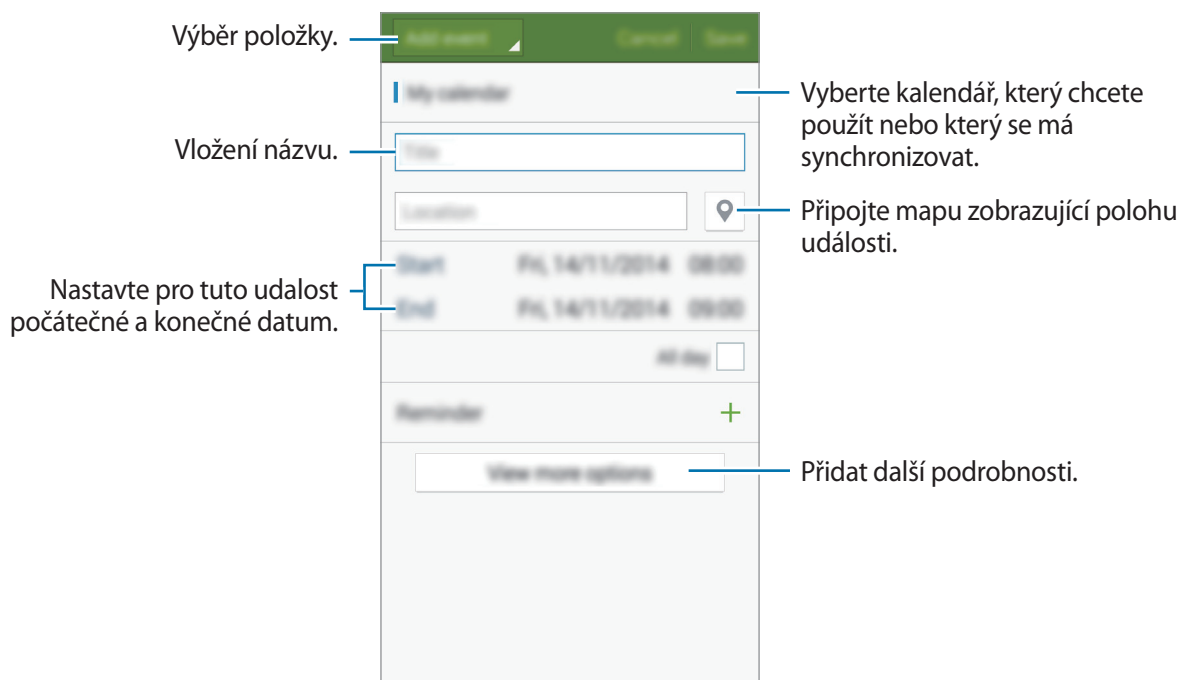 Výběr položky.
Add event
Cancel
Save
My calendar
Vyberte kalendář, který chcete
použít nebo který se má
synchronizovat.
Vložení názvu.
Title
Location
Připojte mapu zobrazující polohu
události.
Nastavte pro tuto udalost
počátečné a konečné datum.
Start Fri, 14/11/2014 08:00
End Fri, 14/11/2014 09:00
All day
Reminder
View more options
Přidat další podrobnosti.